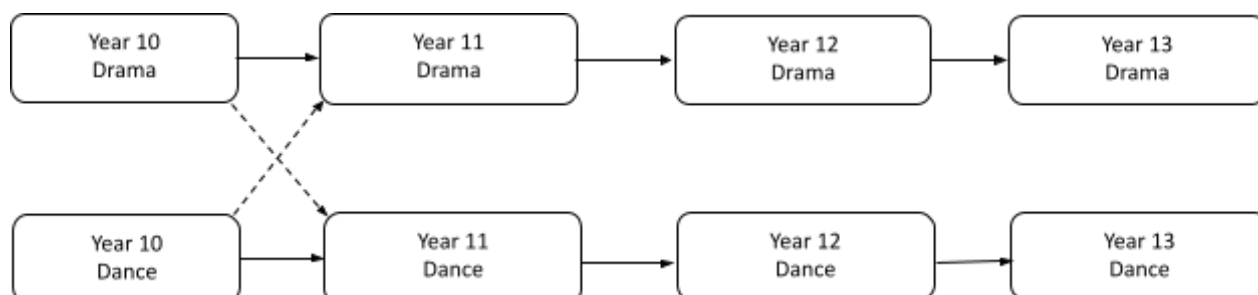 Year 10
Drama
Year 11
Drama
Year 12
Drama
Year 13
Drama
Year 10
Dance
Year 11
Dance
Year 12
Dance
Year 13
Dance